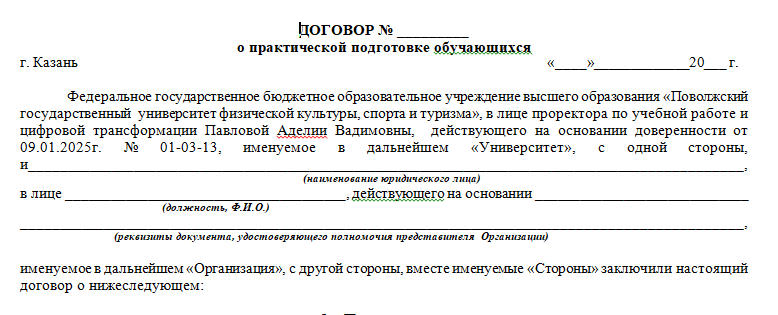 ДОГОВОР № _________
о практической подготовке обучающихся
г. Казань «____»____________20___ г.
Федеральное государственное бюджетное образовательное учреждение высшего образования «Поволжский
государственный университет физической культуры, спорта и туризма», в лице проректора по учебной работе и
цифровой трансформации Павловой Аделии Вадимовны, действующего на основании доверенности от
09.01.2025г. № 01-03-13, именуемое в дальнейшем «Университет», с одной стороны,
и__________________________________________________________________________________________,
(наименование юридического лица)
в лице ___________________________________, действующего на основании ___________________________
(должность, Ф.И.О.)
___________________________________________________________________________________________,
(реквизиты документа, удостоверяющего полномочия представителя Организации)
именуемое в дальнейшем «Организация», с другой стороны, вместе именуемые «Стороны» заключили настоящий
договор о нижеследующем: